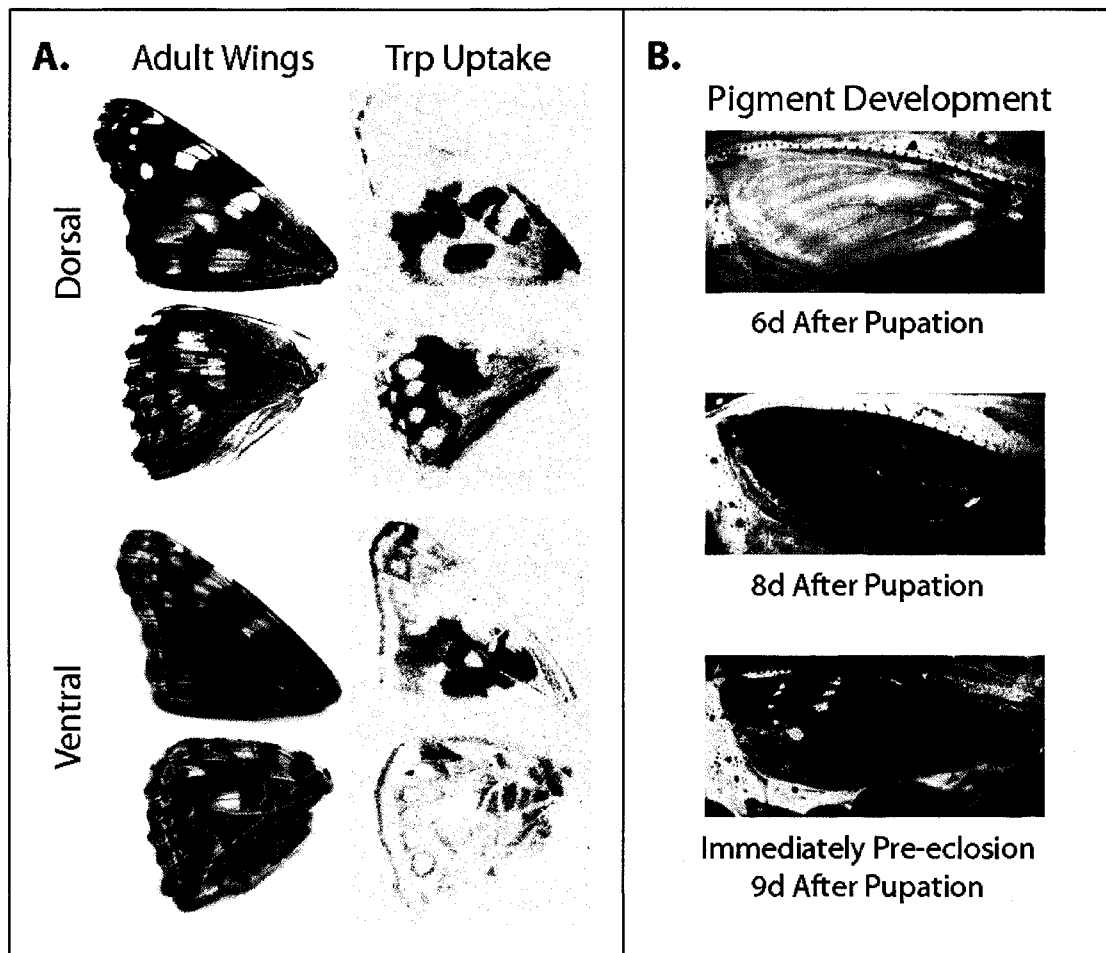 A.
Adult Wings
Trp Uptake
Dorsal
Ventral
B.
Pigment Development
6d After Pupation
8d After Pupation
Immediately Pre-eclosion
9d After Pupation